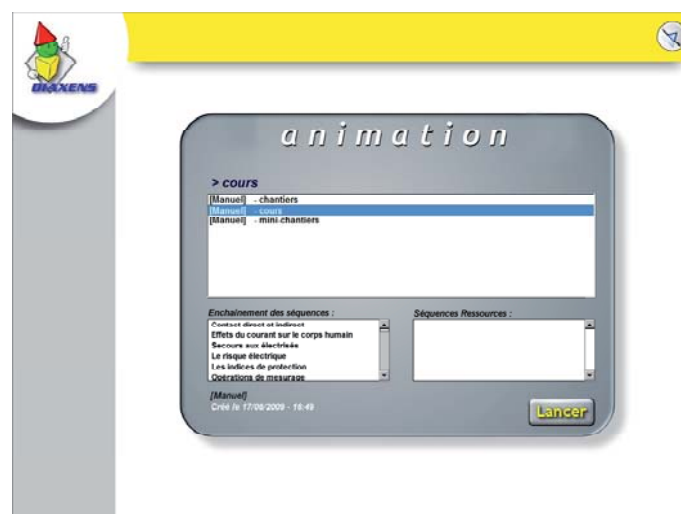 DIAXENS
animation
> cours
[Manuel] - chantiers
[Manuel] - cours
[Manuel] - mini-chantiers
Enchaînement des séquences :
Séquences Ressources :
Contact direct et indirect
Effets du courant sur le corps humain
Secours aux électrisés
Le risque électrique
Les indices de protection
Opérations de mesurage
[Manuel]
Créé le 17/08/2009 - 16:49
Lancer